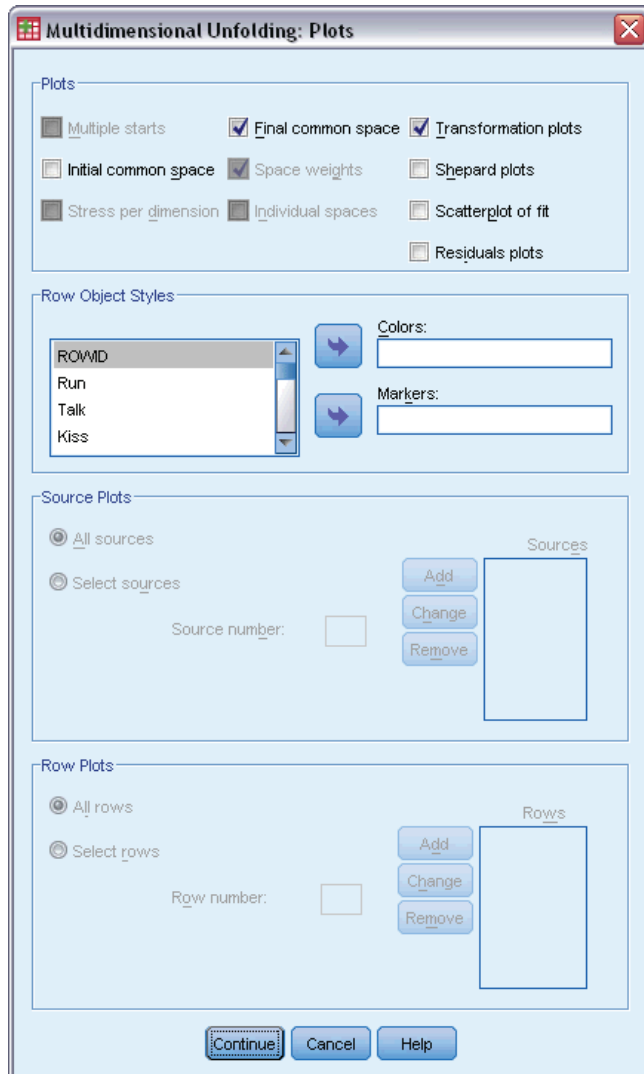 Multidimensional Unfolding: Plots
Plots
Multiple starts
Final common space
Transformation plots
Initial common space
Space weights
Shepard plots
Stress per dimension
Individual spaces
Scatterplot of fit
Residuals plots
Row Object Styles
ROWID
Run
Talk
Kiss
Colors:
Markers:
Source Plots
All sources
Select sources
Source number:
Sources
Add
Change
Remove
Row Plots
All rows
Select rows
Row number:
Rows
Add
Change
Remove
Continue
Cancel
Help